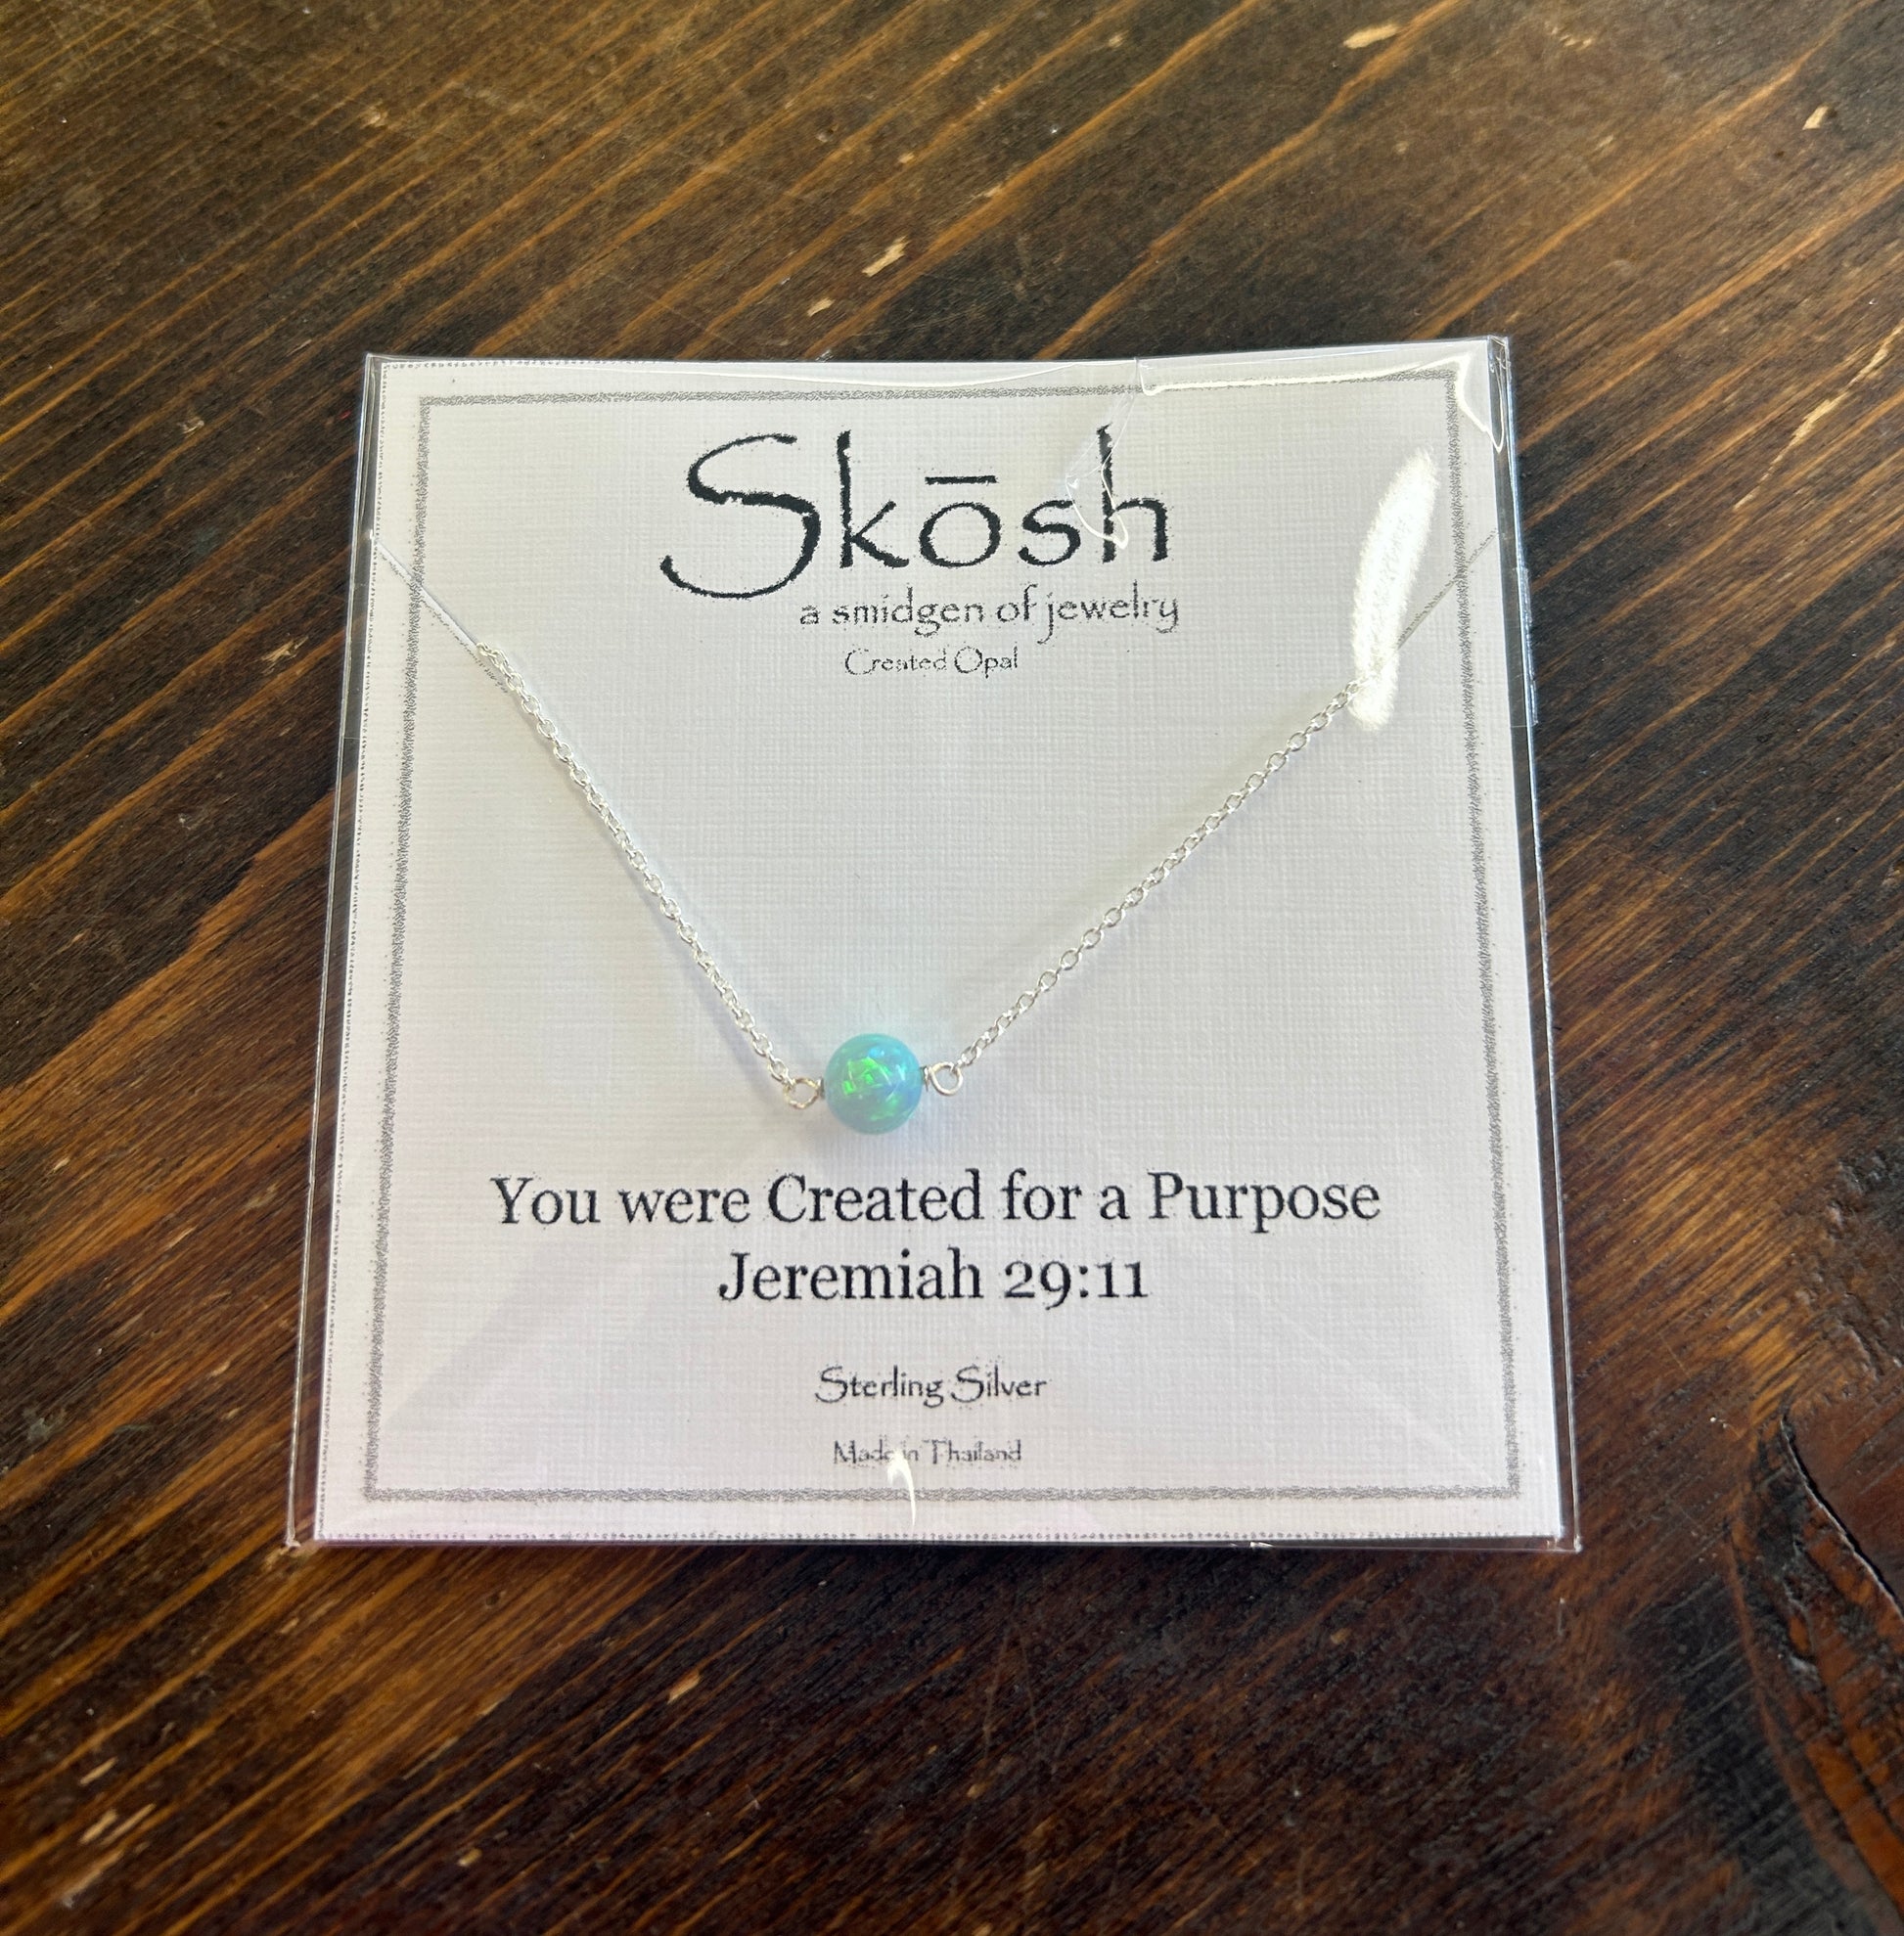 Skōsh
a smidgen of jewelry
Created Opal
You were Created for a Purpose
Jeremiah 29:11
Sterling Silver
Made in Thailand